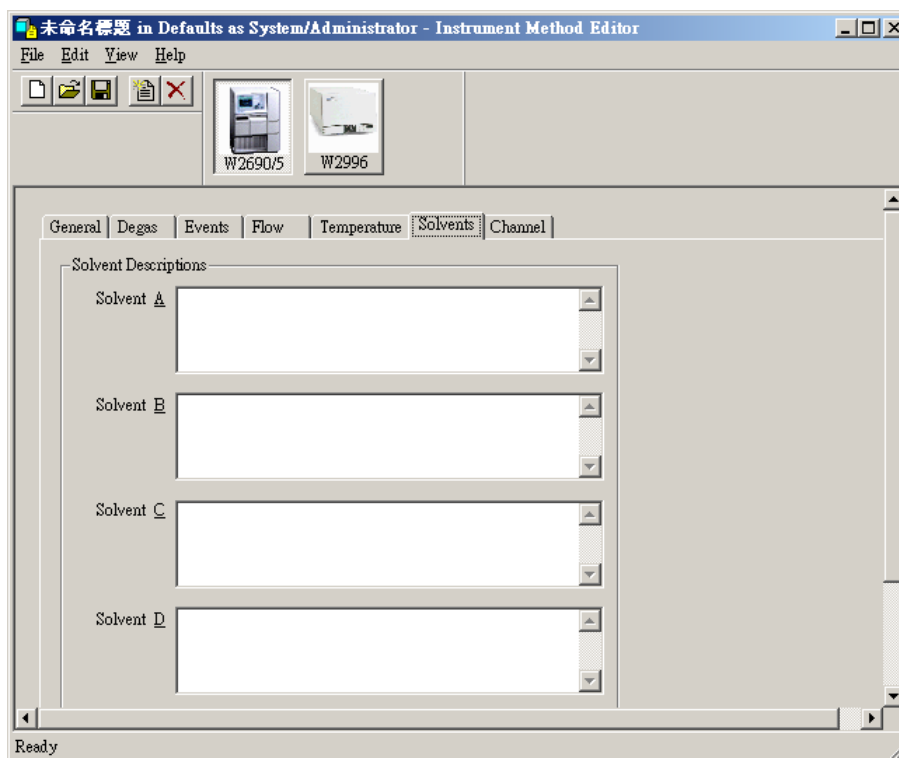 未命名標題 in Defaults as System/Administrator - Instrument Method Editor
File Edit View Help
W2690/5 W2996
General Degas Events Flow Temperature Solvents Channel
Solvent Descriptions
Solvent A
Solvent B
Solvent C
Solvent D
Ready